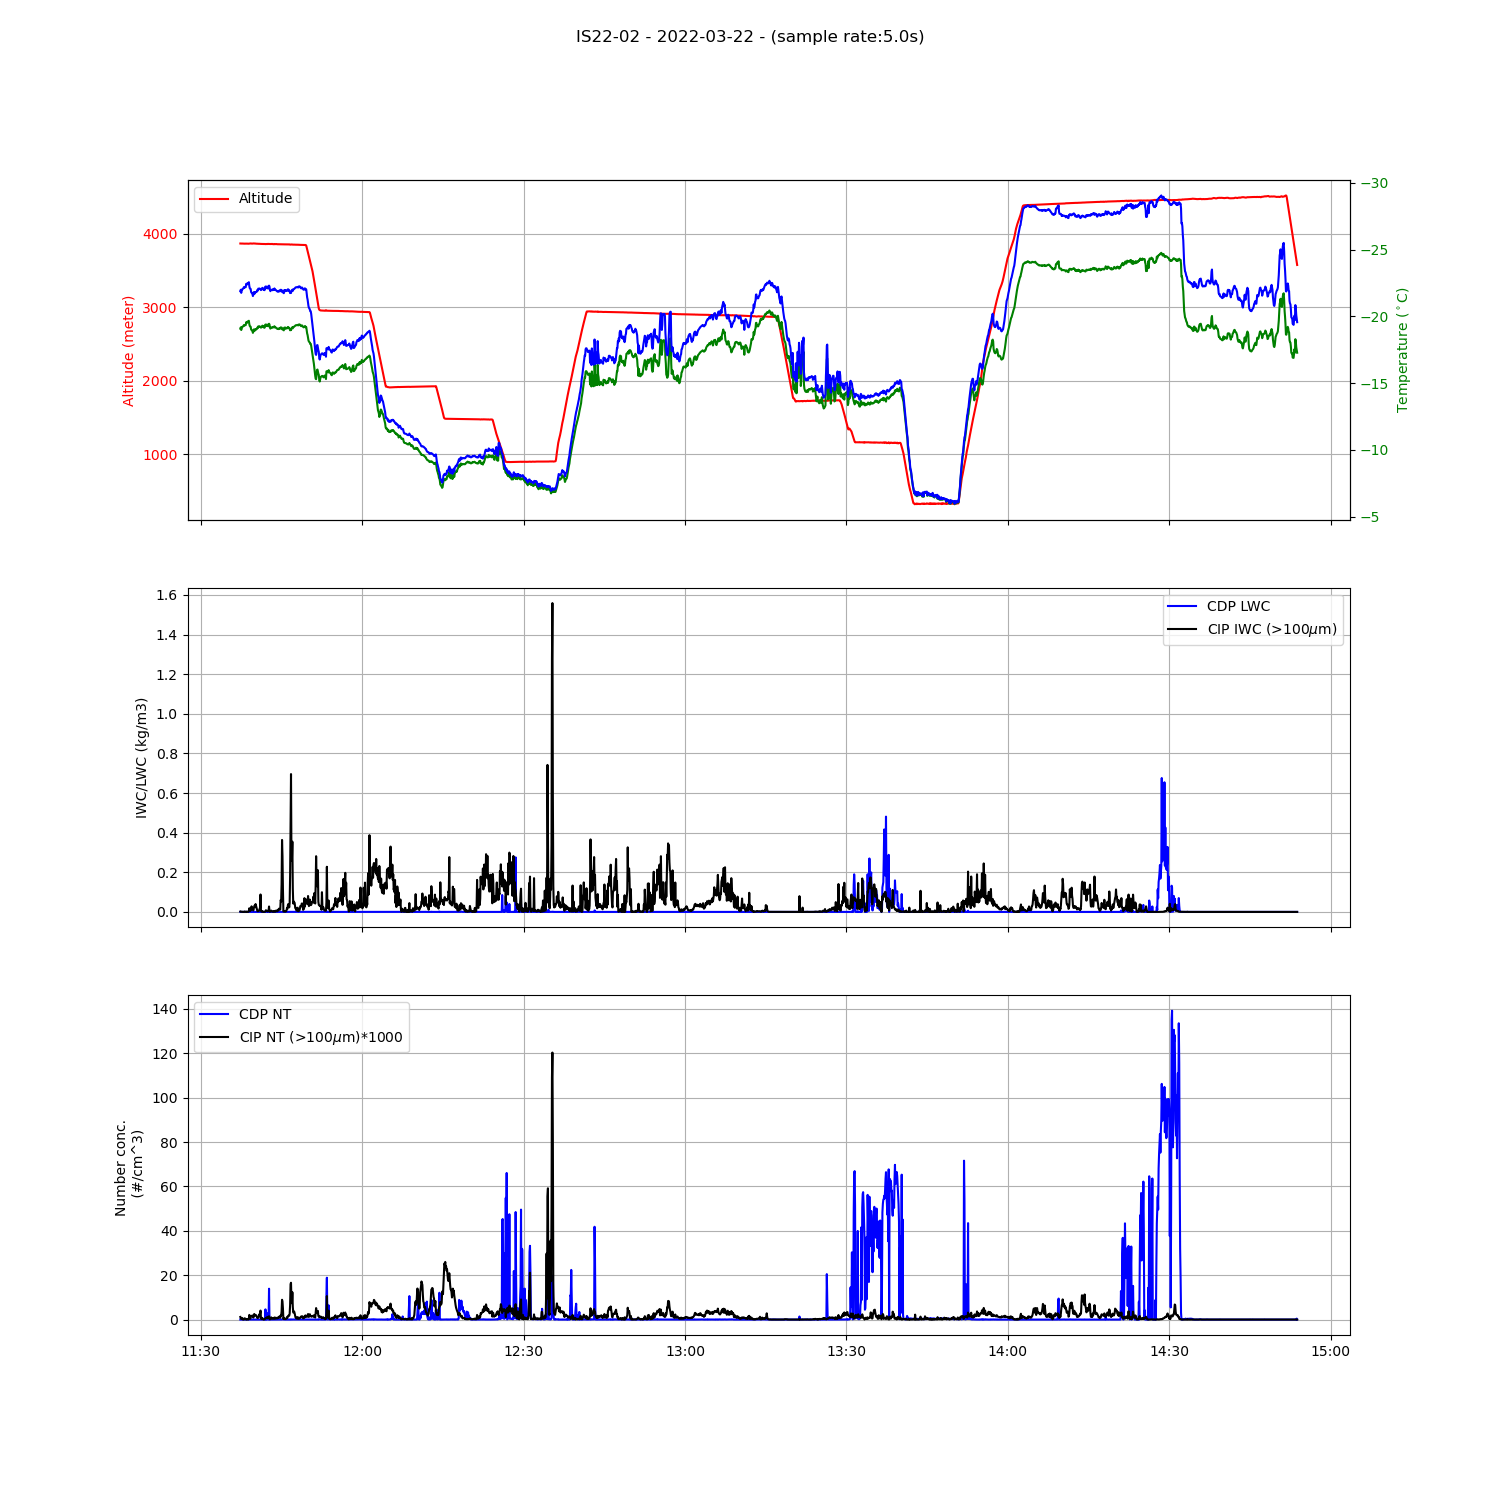 IS22-02 - 2022-03-22 - (sample rate:5.0s)
Altitude
Altitude (meter)
4000
3000
2000
1000
−30
−25
−20
−15
−10
−5
Temperature (°C)
CDP LWC
CIP IWC (>100μm)
IWC/LWC (kg/m3)
1.6
1.4
1.2
1.0
0.8
0.6
0.4
0.2
0.0
CDP NT
CIP NT (>100μm)*1000
Number conc.
(#/cm^3)
140
120
100
80
60
40
20
0
11:30 12:00 12:30 13:00 13:30 14:00 14:30 15:00